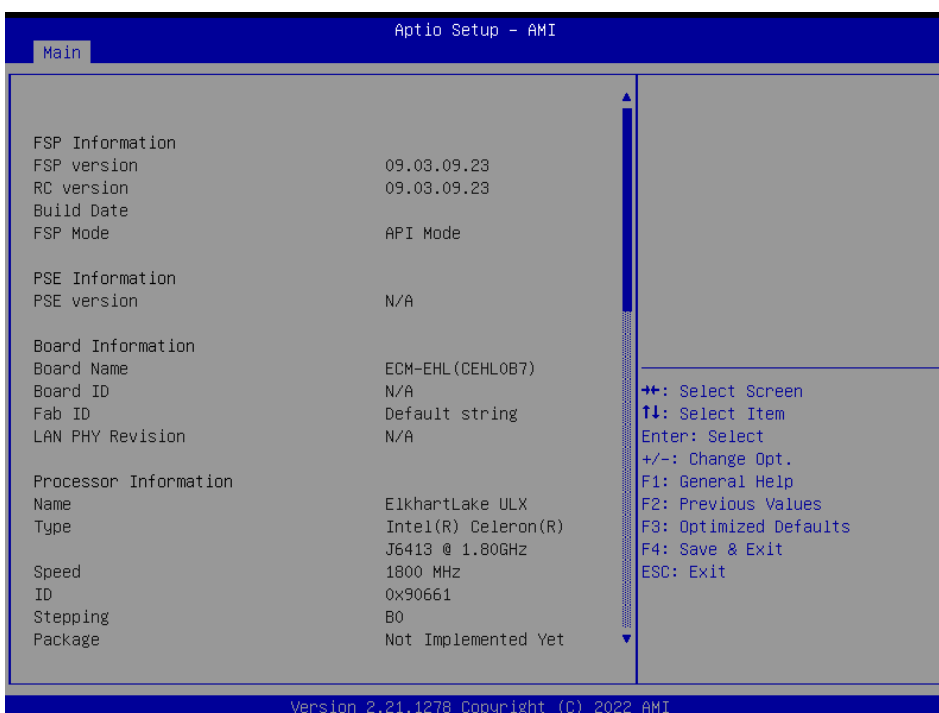 Aptio Setup - AMI
Main
FSP Information
FSP version 09.03.09.23
RC version 09.03.09.23
Build Date
FSP Mode API Mode
PSE Information
PSE version N/A
Board Information
Board Name ECM-EHL(CEHL0B7)
Board ID N/A
Fab ID Default string
LAN PHY Revision N/A
Processor Information
Name ElkhartLake ULX
Type Intel(R) Celeron(R)
J6413 @ 1.80GHz
Speed 1800 MHz
ID 0x90661
Stepping B0
Package Not Implemented Yet
→←: Select Screen
↑↓: Select Item
Enter: Select
+/-: Change Opt.
F1: General Help
F2: Previous Values
F3: Optimized Defaults
F4: Save & Exit
ESC: Exit
Version 2.21.1278 Copyright (C) 2022 AMI